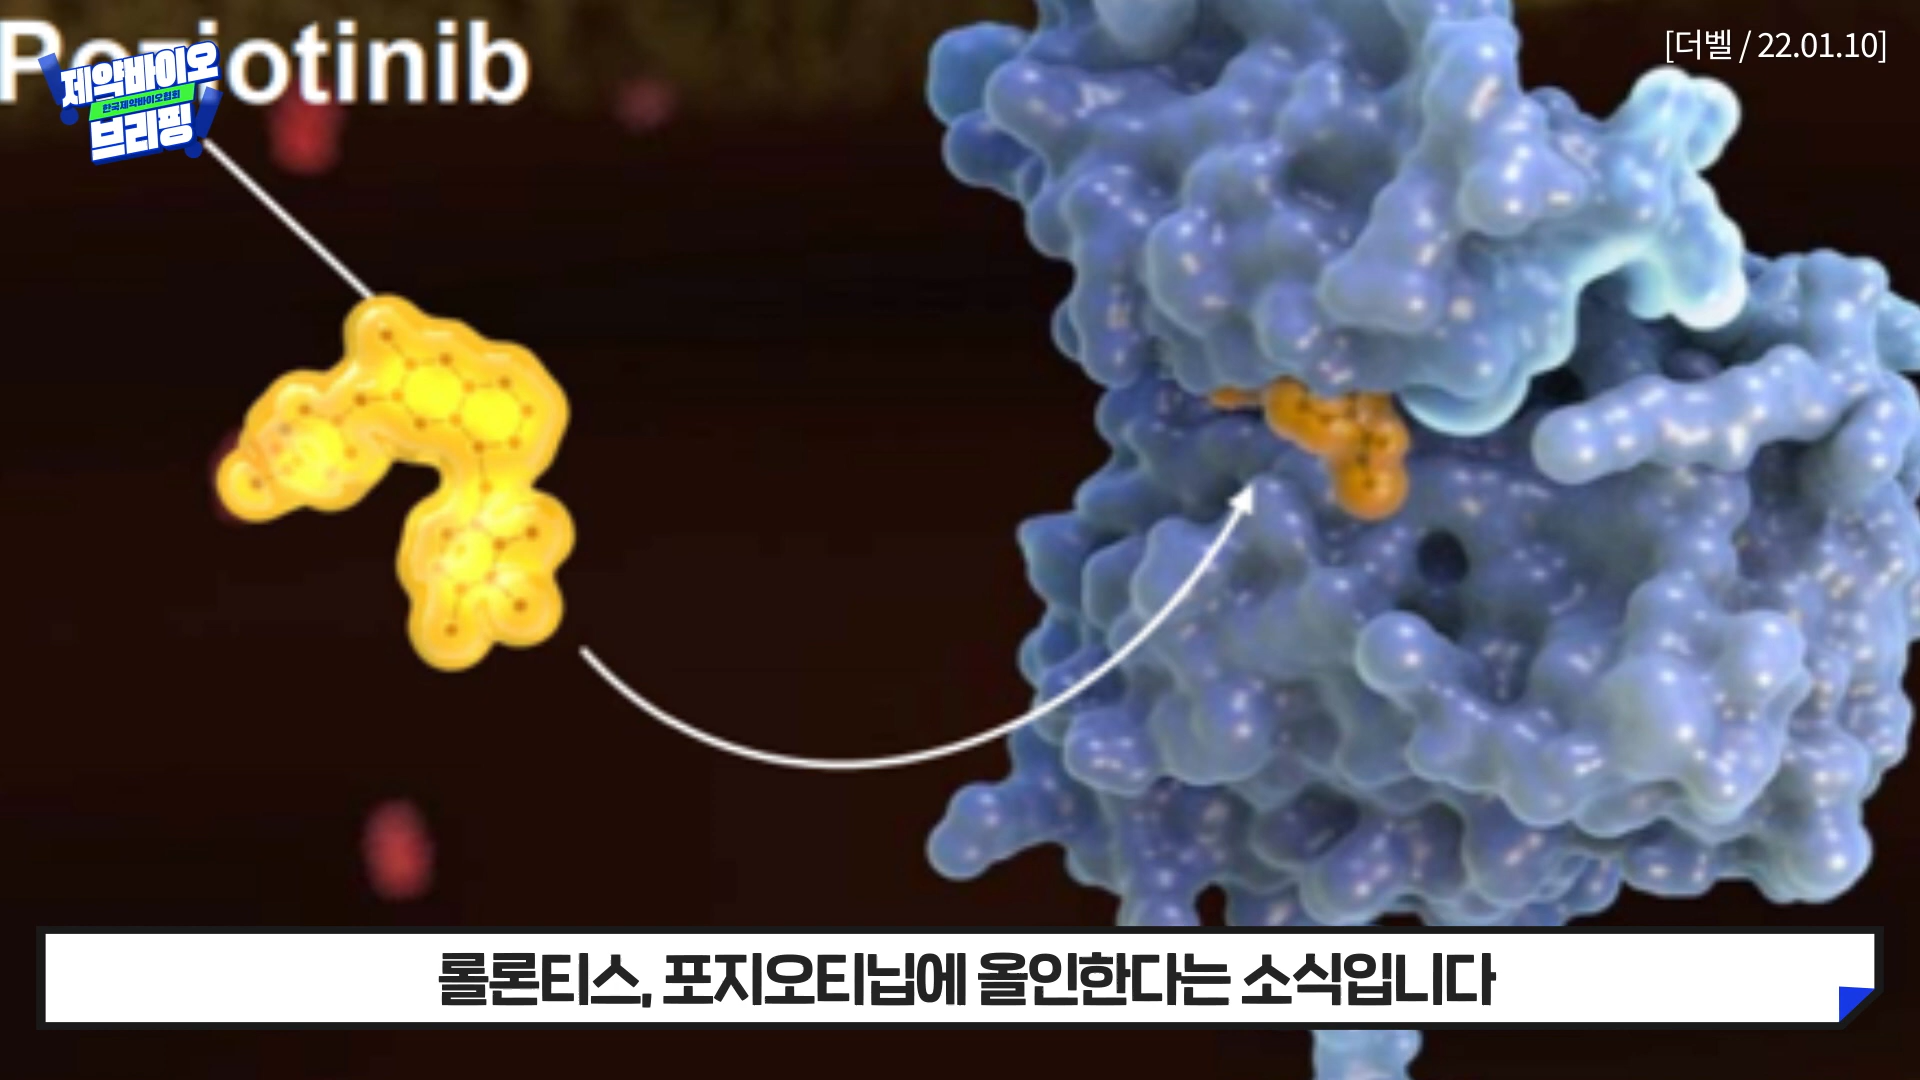 Poziotinib
제약바이오
한국제약바이오협회
브리핑
[더벨 / 22.01.10]
롤론티스, 포지오티닙에 올인한다는 소식입니다